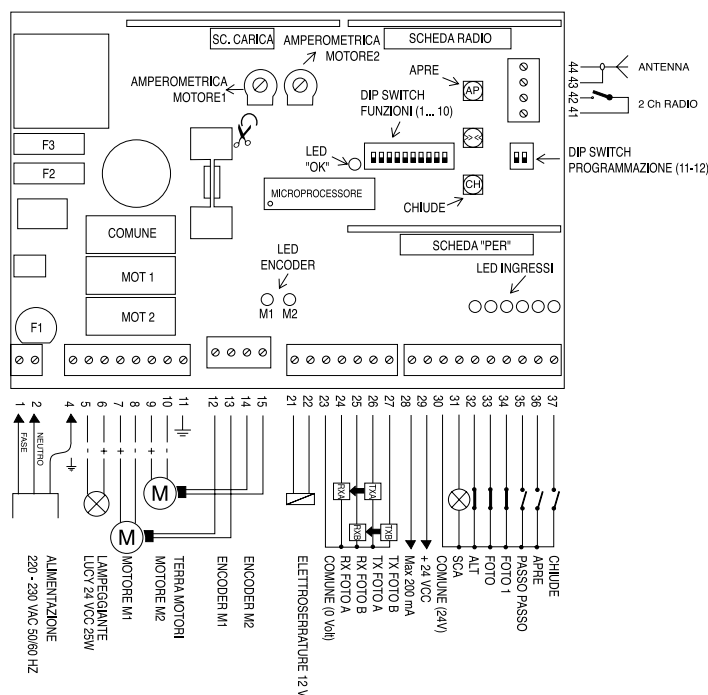 SC. CARICA
AMPEROMETRICA
MOTORE2
SCHEDA RADIO
AMPEROMETRICA
MOTORE1
APRE
AP
DIP SWITCH
FUNZIONI (1... 10)
44
43
42
41
ANTENNA
2 Ch RADIO
F3
F2
LED
"OK"
>><<
DIP SWITCH
PROGRAMMAZIONE (11-12)
MICROPROCESSORE
CH
CHIUDE
COMUNE
MOT 1
MOT 2
SCHEDA "PER"
LED
ENCODER
M1 M2
LED INGRESSI
F1
1 2 4 5 6 7 8 9 10 11 12 13 14 15 21 22 23 24 25 26 27 28 29 30 31 32 33 34 35 36 37
FASE
NEUTRO
- + + - + -
M
M
RXA
TXA
RXB
TXB
ALIMENTAZIONE
220 - 230 VAC 50/60 HZ
LAMPEGGIANTE
LUCY 24 VCC 25W
MOTORE M1
MOTORE M2
TERRA MOTORI
ENCODER M1
ENCODER M2
ELETTROSERRATURE 12 V
COMUNE (0 Volt)
RX FOTO A
RX FOTO B
TX FOTO A
TX FOTO B
Max 200 mA
+ 24 VCC
COMUNE (24V)
SCA
ALT
FOTO
FOTO 1
PASSO PASSO
APRE
CHIUDE